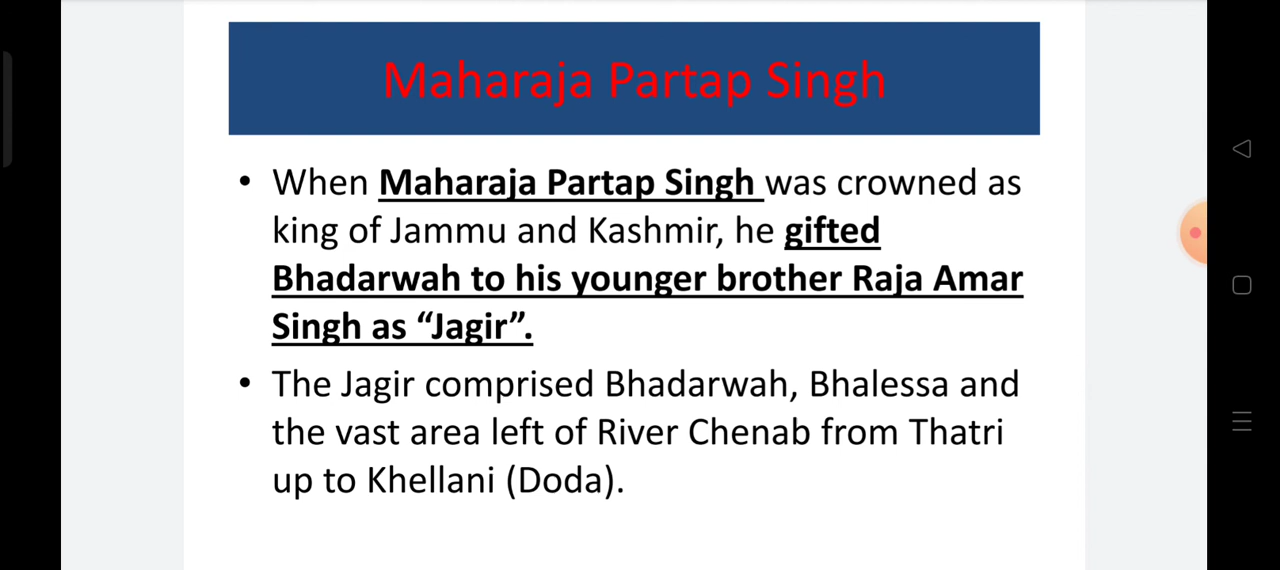 Maharaja Partap Singh
• When Maharaja Partap Singh was crowned as
king of Jammu and Kashmir, he gifted
Bhadarwah to his younger brother Raja Amar
Singh as “Jagir”.
• The Jagir comprised Bhadarwah, Bhalessa and
the vast area left of River Chenab from Thatri
up to Khellani (Doda).